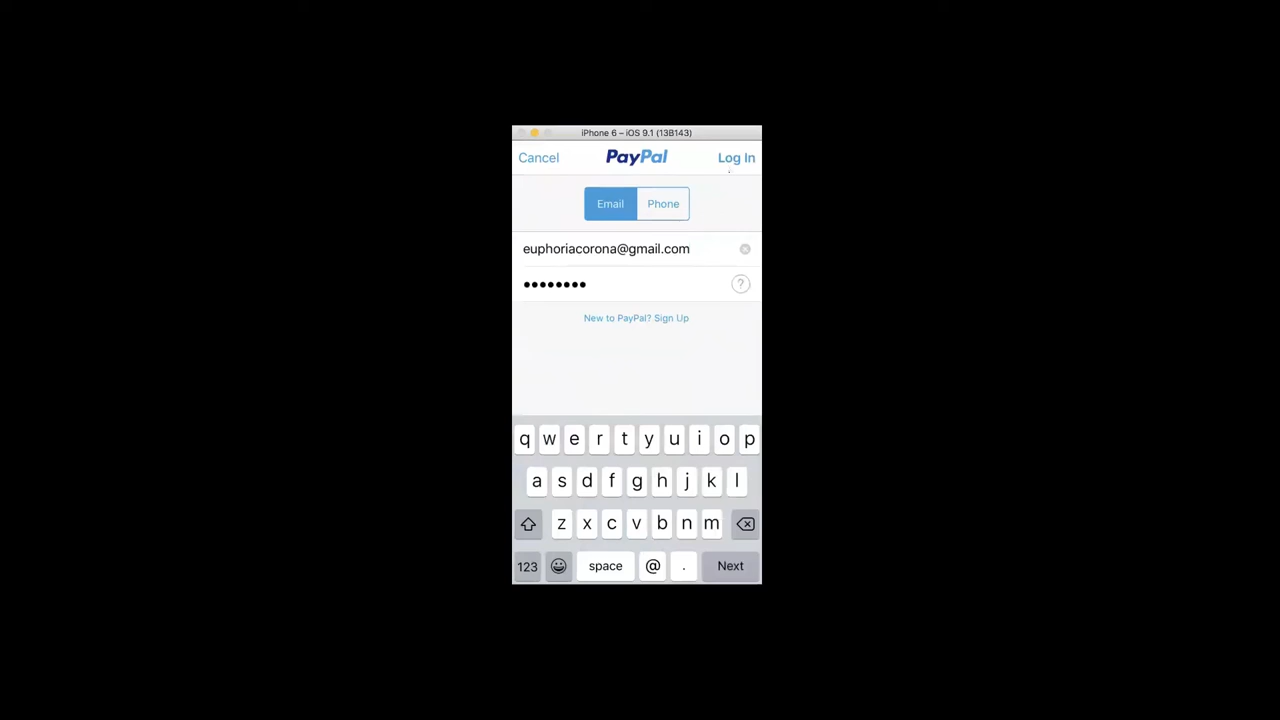 iPhone 6 – iOS 9.1 (13B143)
Cancel PayPal Log In
Email Phone
euphoriacorona@gmail.com
?
New to PayPal? Sign Up
q w e r t y u i o p
a s d f g h j k l
z x c v b n m
123 space @ . Next